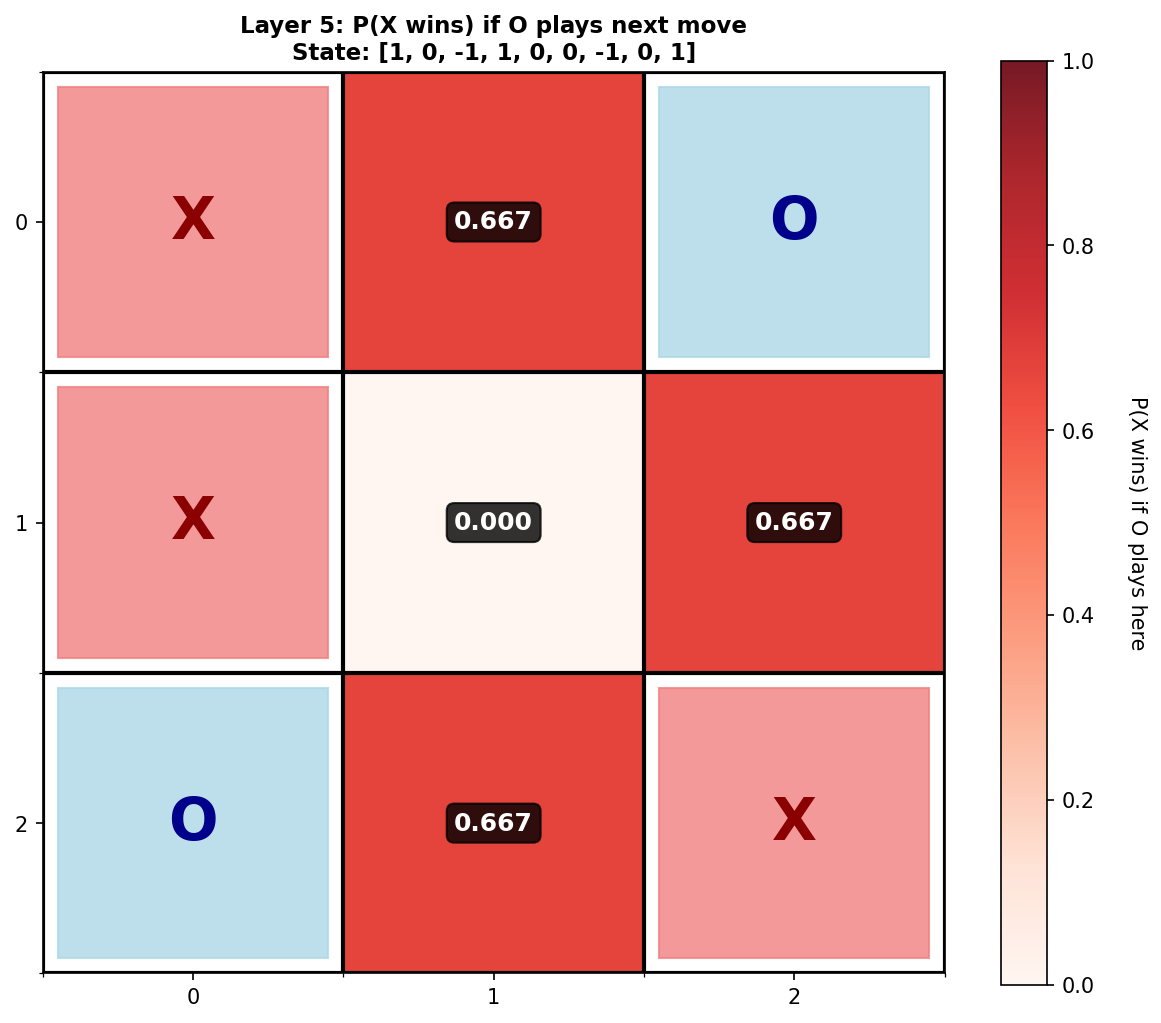 Layer 5: P(X wins) if O plays next move
State: [1, 0, -1, 1, 0, 0, -1, 0, 1]
0
X
0.667
O
1
X
0.000
0.667
2
O
0.667
X
0
1
2
1.0
0.8
0.6
0.4
0.2
0.0
P(X wins) if O plays here